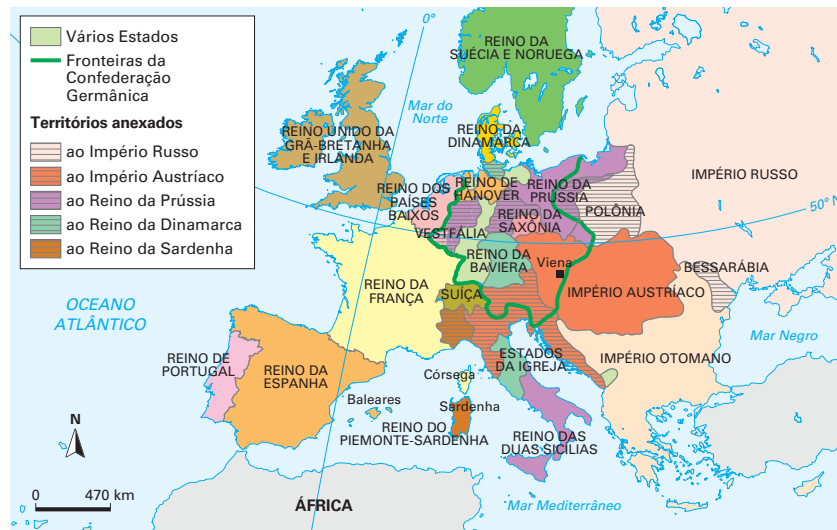 Vários Estados
Fronteiras da
Confederação
Germânica
Territórios anexados
ao Império Russo
ao Império Austríaco
ao Reino da Prússia
ao Reino da Dinamarca
ao Reino da Sardenha
0°
REINO DA
SUÉCIA E NORUEGA
Mar do
Norte
REINO UNIDO DA
GRÃ-BRETANHA
E IRLANDA
REINO DA
DINAMARCA
REINO DOS
PAÍSES
BAIXOS
REINO DE
HANÔVER
REINO DA
PRÚSSIA
IMPÉRIO RUSSO
POLÔNIA
50° N
REINO DA
SAXÔNIA
VESTFÁLIA
REINO DA
BAVIERA
Viena
BESSARÁBIA
REINO DA
FRANÇA
SUÍÇA
IMPÉRIO AUSTRÍACO
OCEANO
ATLÂNTICO
Mar Negro
REINO DE
PORTUGAL
REINO DA
ESPANHA
ESTADOS
DA IGREJA
IMPÉRIO OTOMANO
Córsega
Baleares
Sardenha
REINO DO
PIEMONTE-SARDENHA
REINO DAS
DUAS SICÍLIAS
N
0 470 km
ÁFRICA
Mar Mediterrâneo